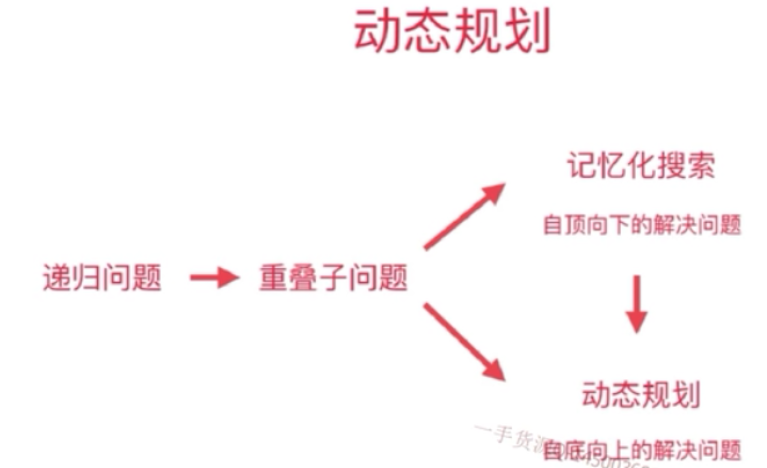 动态规划
记忆化搜索
自顶向下的解决问题
递归问题
重叠子问题
动态规划
自底向上的解决问题
一手货源